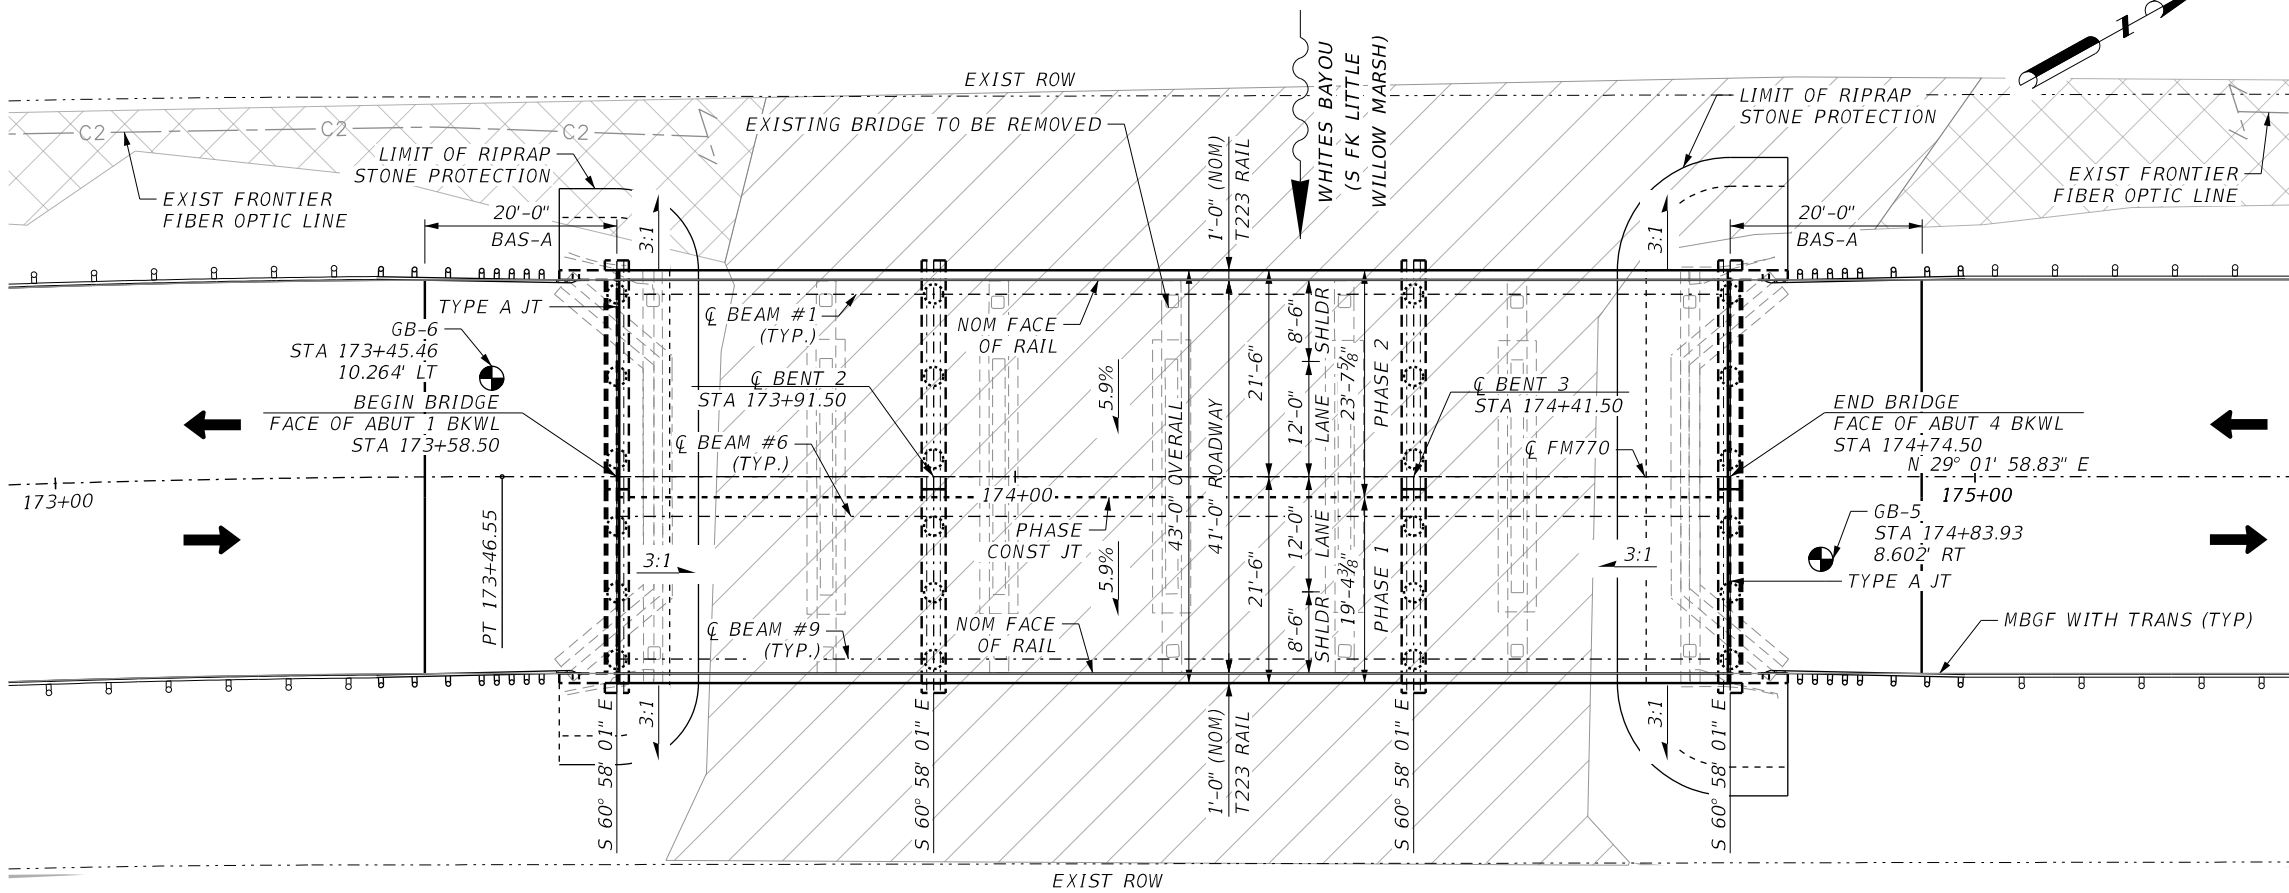 EXIST ROW
C2
C2
C2
LIMIT OF RIPRAP
STONE PROTECTION
EXIST FRONTIER
FIBER OPTIC LINE
20'-0"
BAS-A
3:1
EXISTING BRIDGE TO BE REMOVED
1'-0" (NOM)
T223 RAIL
WHITES BAYOU
(S FK LITTLE
WILLOW MARSH)
LIMIT OF RIPRAP
STONE PROTECTION
EXIST FRONTIER
FIBER OPTIC LINE
3:1
20'-0"
BAS-A
TYPE A JT
GB-6
STA 173+45.46
10.264' LT
BEGIN BRIDGE
FACE OF ABUT 1 BKWL
STA 173+58.50
173+00
PT 173+46.55
℄ BEAM #1
(TYP.)
℄ BENT 2
STA 173+91.50
℄ BEAM #6
(TYP.)
NOM FACE
OF RAIL
5.9%
174+00
PHASE
CONST JT
5.9%
43'-0" OVERALL
41'-0" ROADWAY
21'-6"
21'-6"
8'-6"
SHLDR
12'-0"
LANE
12'-0"
LANE
8'-6"
SHLDR
23'-7⅝"
PHASE 2
19'-4⅜"
PHASE 1
℄ BENT 3
STA 174+41.50
℄ FM770
END BRIDGE
FACE OF ABUT 4 BKWL
STA 174+74.50
N 29° 01' 58.83" E
175+00
GB-5
STA 174+83.93
8.602' RT
TYPE A JT
MBGF WITH TRANS (TYP)
3:1
3:1
℄ BEAM #9
(TYP.)
NOM FACE
OF RAIL
3:1
3:1
S 60° 58' 01" E
S 60° 58' 01" E
1'-0" (NOM)
T223 RAIL
S 60° 58' 01" E
S 60° 58' 01" E
EXIST ROW